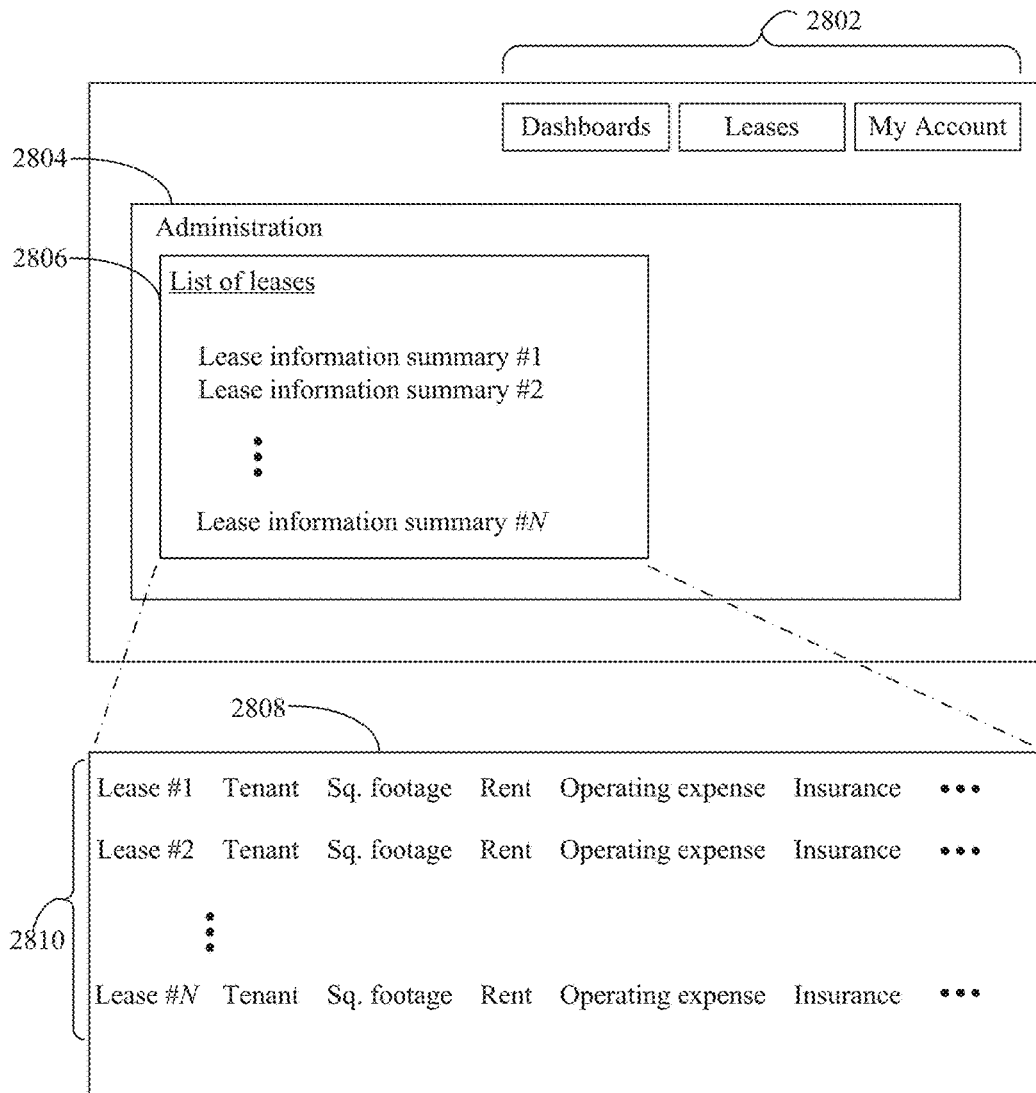 2802
Dashboards Leases My Account
2804
Administration
2806
List of leases
Lease information summary #1
Lease information summary #2
Lease information summary #N
2808
Lease #1 Tenant Sq. footage Rent Operating expense Insurance •••
Lease #2 Tenant Sq. footage Rent Operating expense Insurance •••
2810
Lease #N Tenant Sq. footage Rent Operating expense Insurance •••